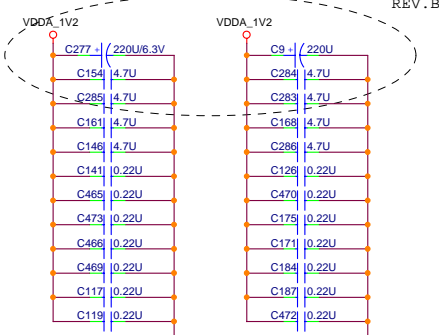 REV.B
VDDA_1V2 VDDA_1V2
C277 + 220U/6.3V C9 + 220U
C154 4.7U C284 4.7U
C285 4.7U C283 4.7U
C161 4.7U C168 4.7U
C146 4.7U C286 4.7U
C141 0.22U C126 0.22U
C465 0.22U C470 0.22U
C473 0.22U C175 0.22U
C466 0.22U C171 0.22U
C469 0.22U C184 0.22U
C117 0.22U C187 0.22U
C119 0.22U C472 0.22U